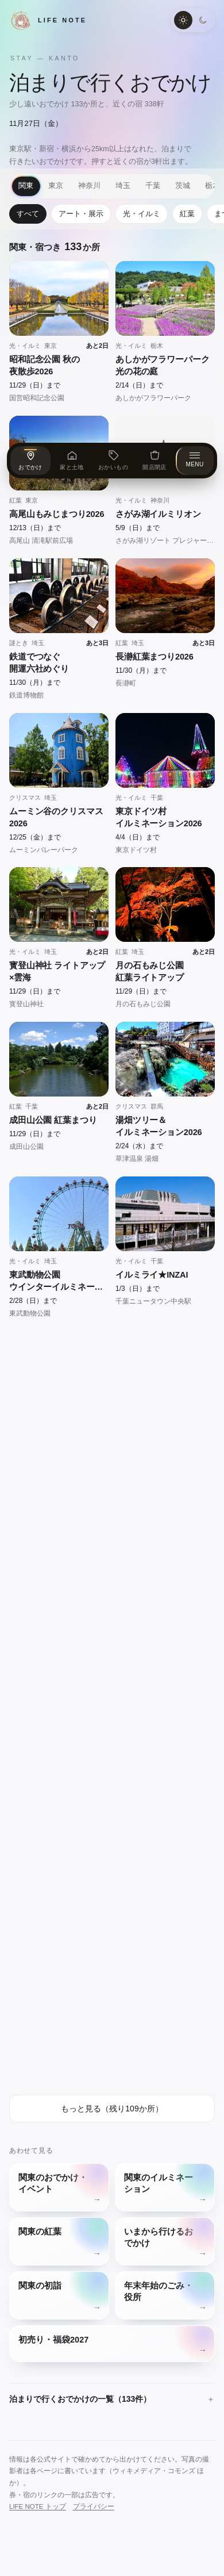 LIFE NOTE
STAY — KANTO
泊まりで行くおでかけ
少し遠いおでかけ 133か所と、近くの宿 338軒
11月27日（金）
東京駅・新宿・横浜から25km以上はなれた、泊まりで
行きたいおでかけです。押すと近くの宿が3軒出ます。
関東 東京 神奈川 埼玉 千葉 茨城
すべて アート・展示 光・イルミ 紅葉
関東・宿つき 133か所
光・イルミ 東京 あと2日
昭和記念公園 秋の
夜散歩2026
11/29（日）まで
国営昭和記念公園
光・イルミ 栃木
あしかがフラワーパーク
光の花の庭
2/14（日）まで
あしかがフラワーパーク
おでかけ 家と土地 おかいもの 開店閉店 MENU
紅葉 東京
高尾山もみじまつり2026
12/13（日）まで
高尾山 清滝駅前広場
光・イルミ 神奈川
さがみ湖イルミリオン
5/9（日）まで
さがみ湖リゾート プレジャー…
謎とき 埼玉 あと3日
鉄道でつなぐ
開運六社めぐり
11/30（月）まで
鉄道博物館
紅葉 埼玉 あと3日
長瀞紅葉まつり2026
11/30（月）まで
長瀞町
クリスマス 埼玉
ムーミン谷のクリスマス
2026
12/25（金）まで
ムーミンバレーパーク
光・イルミ 千葉
東京ドイツ村
イルミネーション2026
4/4（日）まで
東京ドイツ村
光・イルミ 埼玉 あと2日
寳登山神社 ライトアップ
×雲海
11/29（日）まで
寳登山神社
紅葉 埼玉 あと2日
月の石もみじ公園
紅葉ライトアップ
11/29（日）まで
月の石もみじ公園
紅葉 千葉 あと2日
成田山公園 紅葉まつり
11/29（日）まで
成田山公園
クリスマス 群馬
湯畑ツリー＆
イルミネーション2026
2/24（水）まで
草津温泉 湯畑
光・イルミ 埼玉
東武動物公園
ウインターイルミネー…
2/28（日）まで
東武動物公園
光・イルミ 千葉
イルミライ★INZAI
1/3（日）まで
千葉ニュータウン中央駅
もっと見る（残り109か所）
あわせて見る
関東のおでかけ・
イベント
→
関東のイルミネー
ション
→
関東の紅葉
→
いまから行けるお
でかけ
→
関東の初詣
→
年末年始のごみ・
役所
→
初売り・福袋2027
→
泊まりで行くおでかけの一覧（133件） +
情報は各公式サイトで確かめてから出かけてください。写真の撮
影者は各ページに書いています（ウィキメディア・コモンズ ほ
か）。
券・宿のリンクの一部は広告です。
LIFE NOTE トップ プライバシー